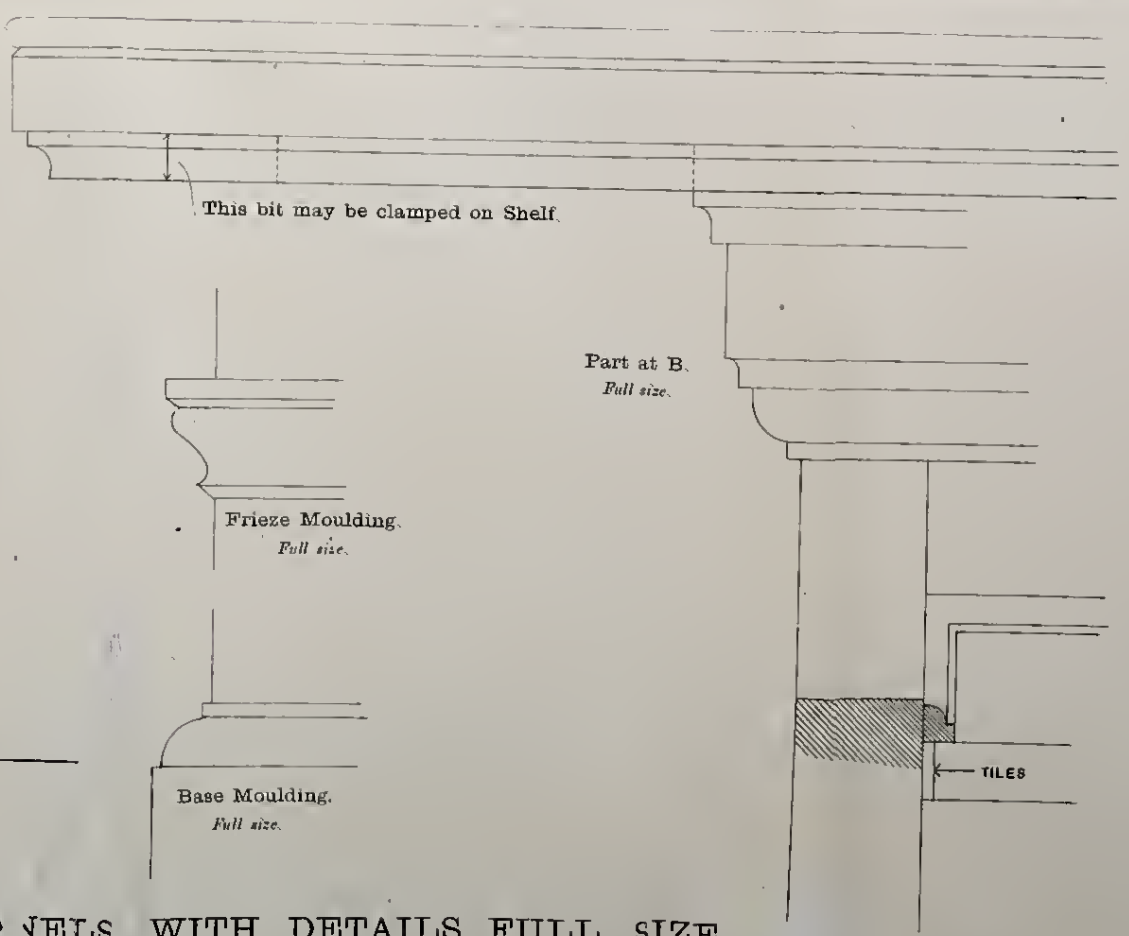 This bit may be clamped on Shelf.
Part at B.
Full size.
Frieze Moulding.
Full size.
TILES
Base Moulding.
Full size.
WITH DETAILS FULL SIZE